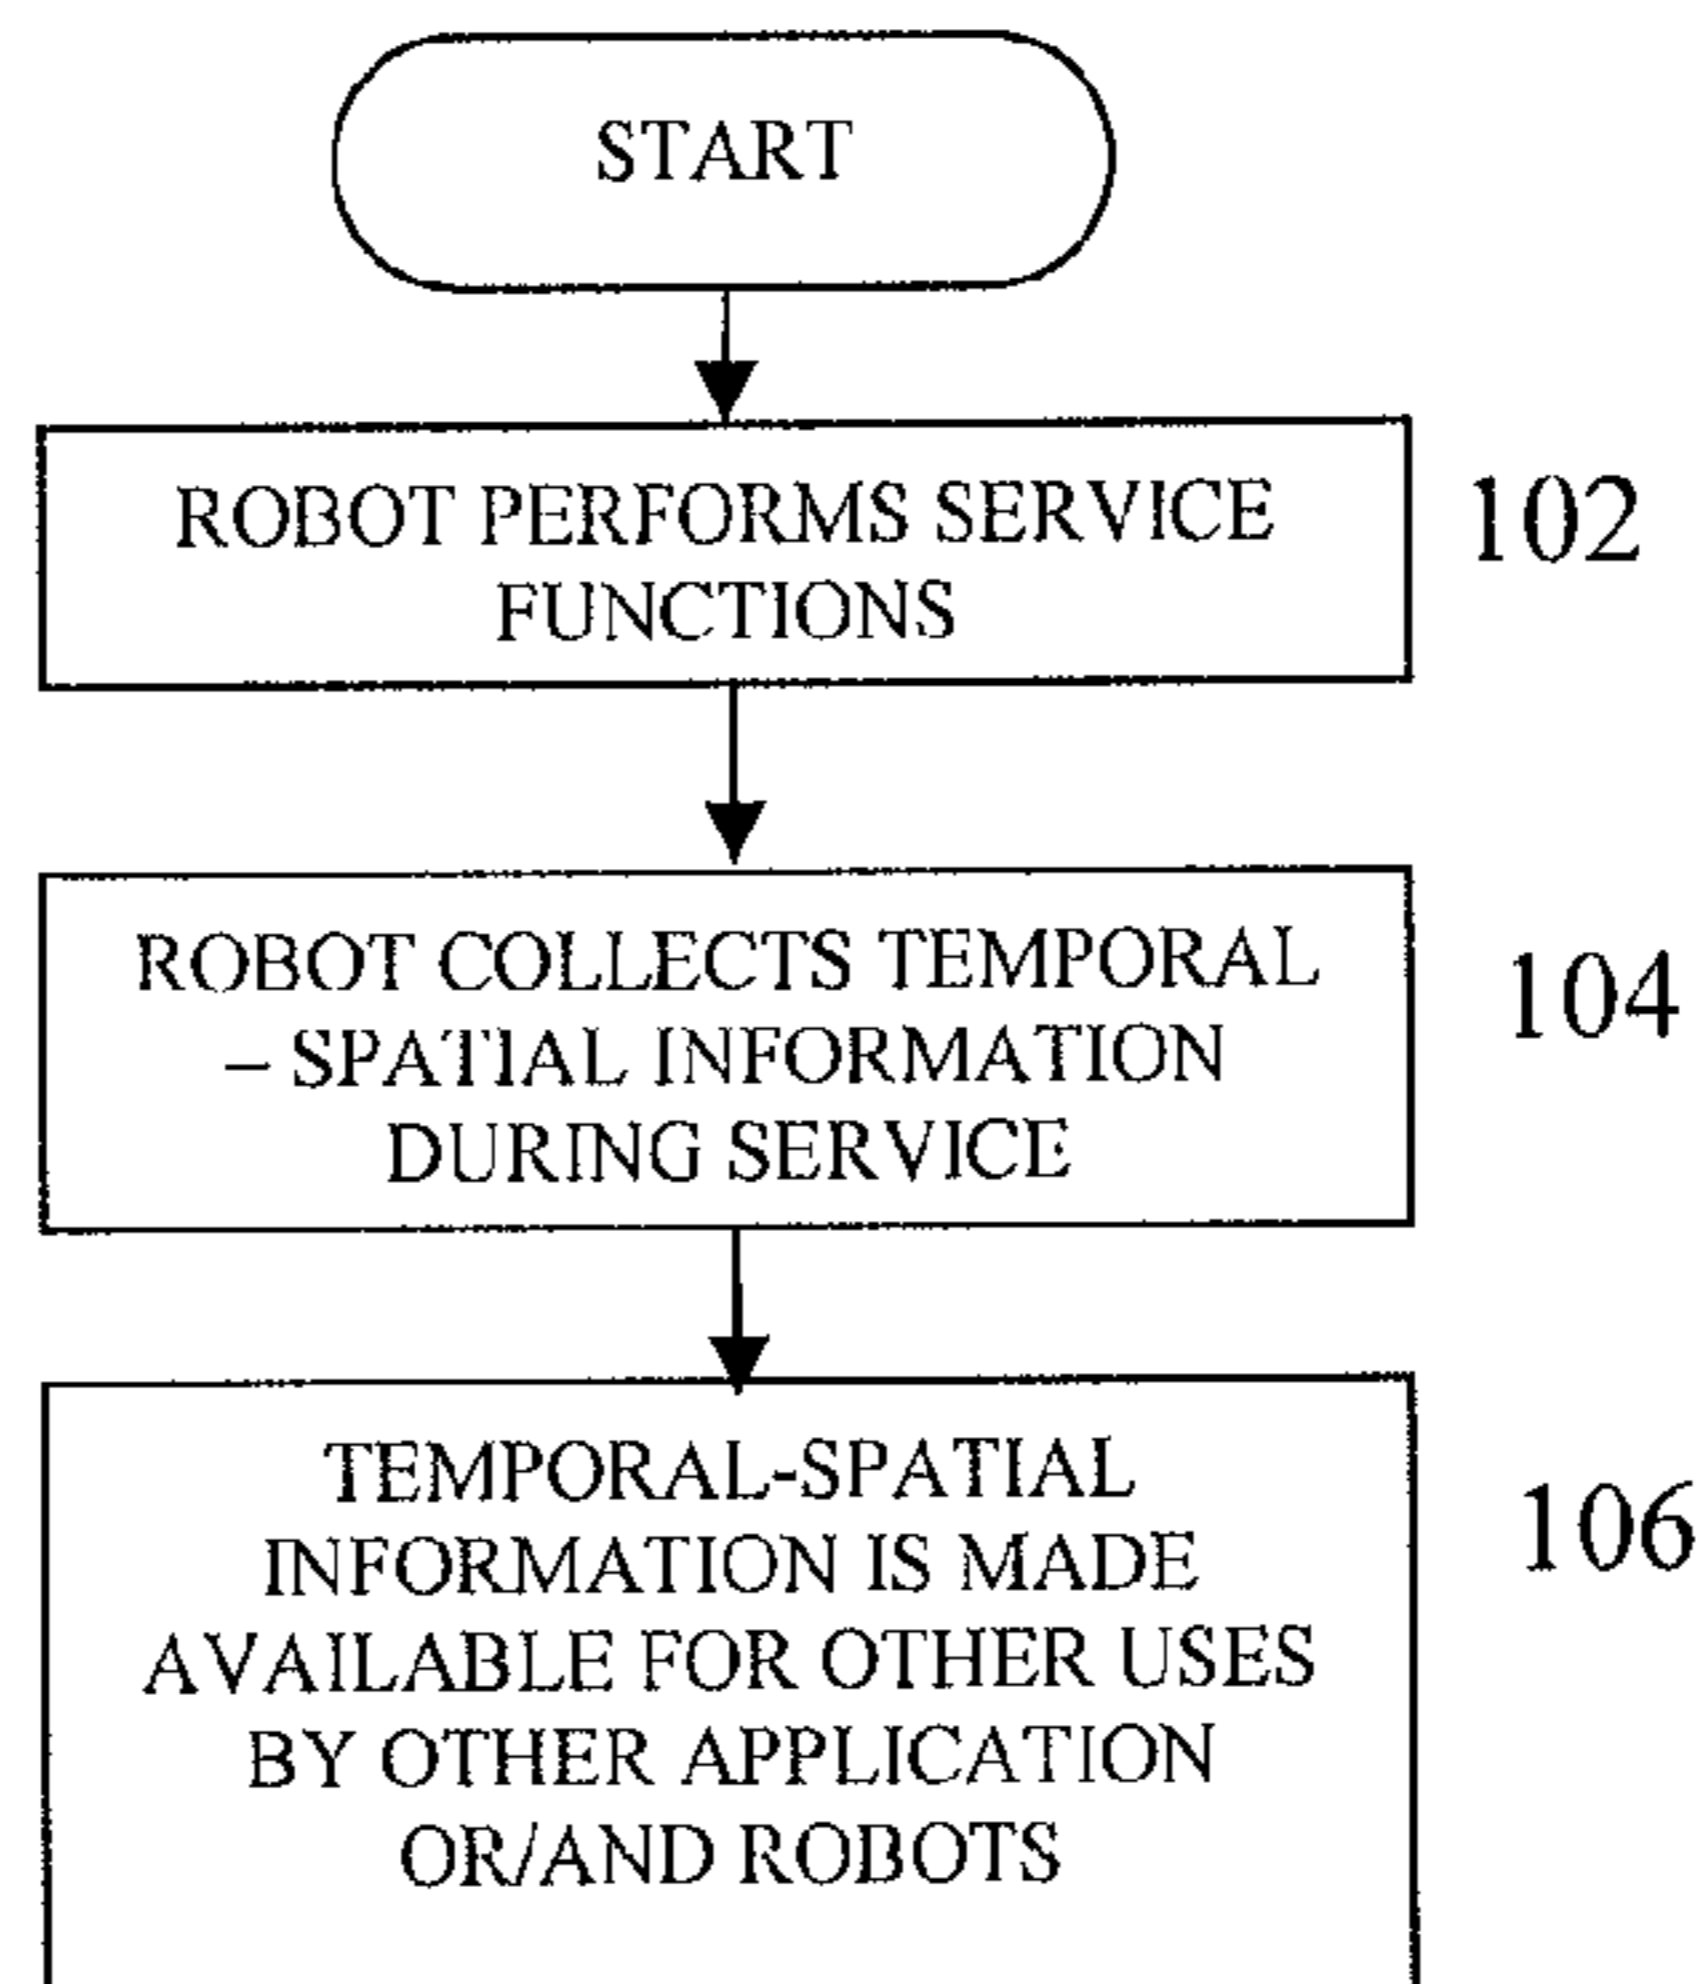 START
ROBOT PERFORMS SERVICE
FUNCTIONS
102
ROBOT COLLECTS TEMPORAL
– SPATIAL INFORMATION
DURING SERVICE
104
TEMPORAL-SPATIAL
INFORMATION IS MADE
AVAILABLE FOR OTHER USES
BY OTHER APPLICATION
OR/AND ROBOTS
106